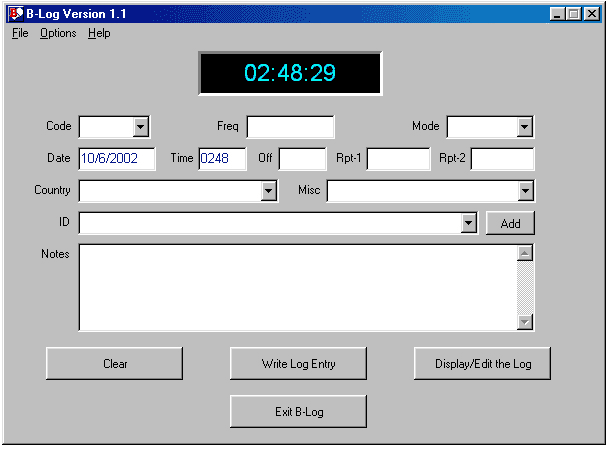 B-Log Version 1.1
File Options Help
02:48:29
Code Freq Mode
Date 10/6/2002 Time 0248 Off Rpt-1 Rpt-2
Country Misc
ID Add
Notes
Clear Write Log Entry Display/Edit the Log
Exit B-Log